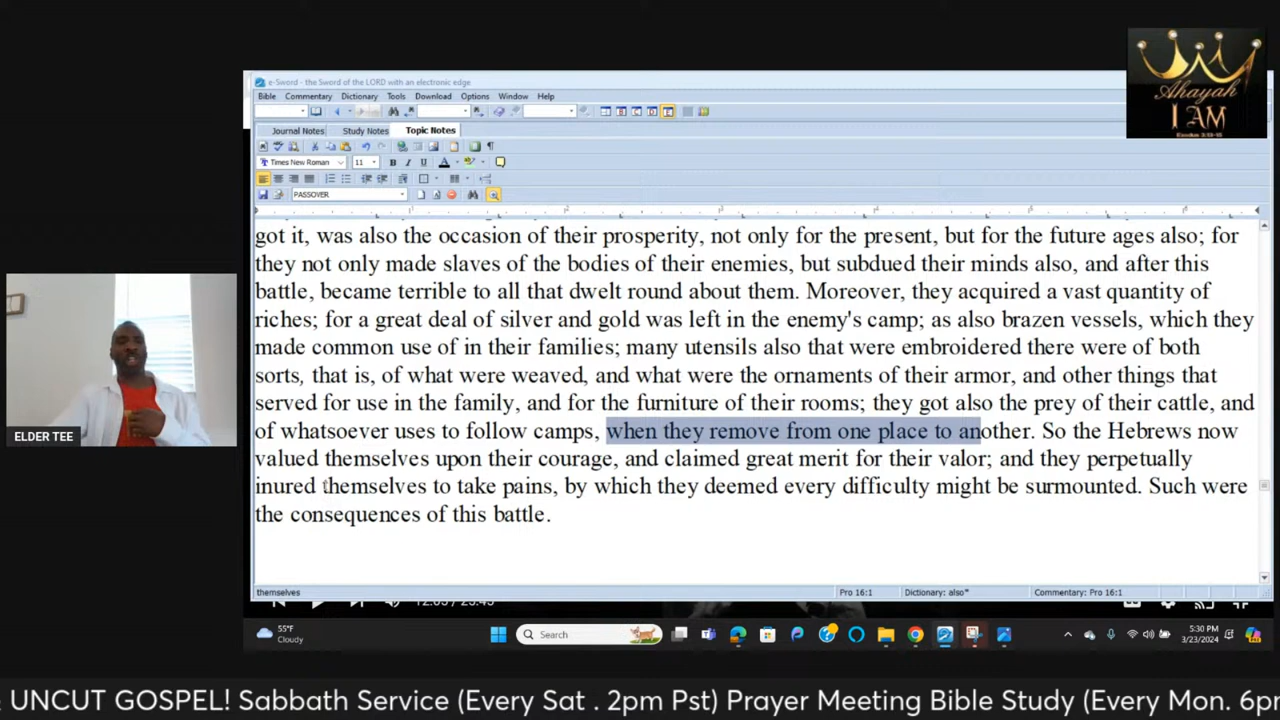 Ahayah
I AM
Exodus 3:13-15
e-Sword - the Sword of the LORD with an electronic edge
Bible Commentary Dictionary Tools Download Options Window Help
Journal Notes Study Notes Topic Notes
Times New Roman 11 B I U A
PASSOVER
got it, was also the occasion of their prosperity, not only for the present, but for the future ages also; for
they not only made slaves of the bodies of their enemies, but subdued their minds also, and after this
battle, became terrible to all that dwelt round about them. Moreover, they acquired a vast quantity of
riches; for a great deal of silver and gold was left in the enemy's camp; as also brazen vessels, which they
made common use of in their families; many utensils also that were embroidered there were of both
sorts, that is, of what were weaved, and what were the ornaments of their armor, and other things that
served for use in the family, and for the furniture of their rooms; they got also the prey of their cattle, and
of whatsoever uses to follow camps, when they remove from one place to another. So the Hebrews now
valued themselves upon their courage, and claimed great merit for their valor; and they perpetually
inured themselves to take pains, by which they deemed every difficulty might be surmounted. Such were
the consequences of this battle.
ELDER TEE
themselves Pro 16:1 Dictionary: also* Commentary: Pro 16:1
55°F
Cloudy
Search
5:30 PM
3/23/2024
& UNCUT GOSPEL! Sabbath Service (Every Sat . 2pm Pst) Prayer Meeting Bible Study (Every Mon. 6pm